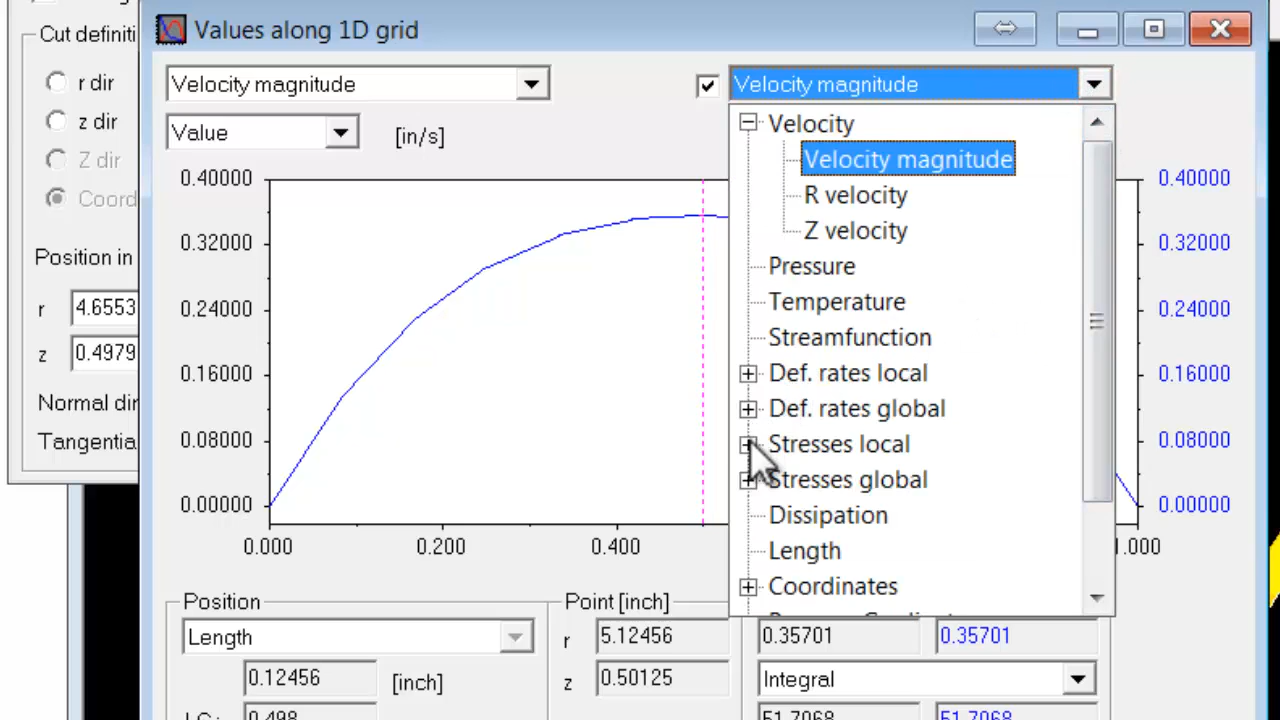 Values along 1D grid
Cut definiti
r dir
z dir
Z dir
Coord
Position in
r 4.6553
z 0.4979
Normal dir
Tangentia
Velocity magnitude
Velocity magnitude
Value [in/s]
Velocity
Velocity magnitude
R velocity
Z velocity
Pressure
Temperature
Streamfunction
Def. rates local
Def. rates global
Stresses local
Stresses global
Dissipation
Length
Coordinates
0.40000
0.32000
0.24000
0.16000
0.08000
0.00000
0.40000
0.32000
0.24000
0.16000
0.08000
0.00000
0.000 0.200 0.400 1.000
Position
Length
0.12456 [inch]
0.498
Point [inch]
r 5.12456
z 0.50125
0.35701 0.35701
Integral
51.7068 51.7068